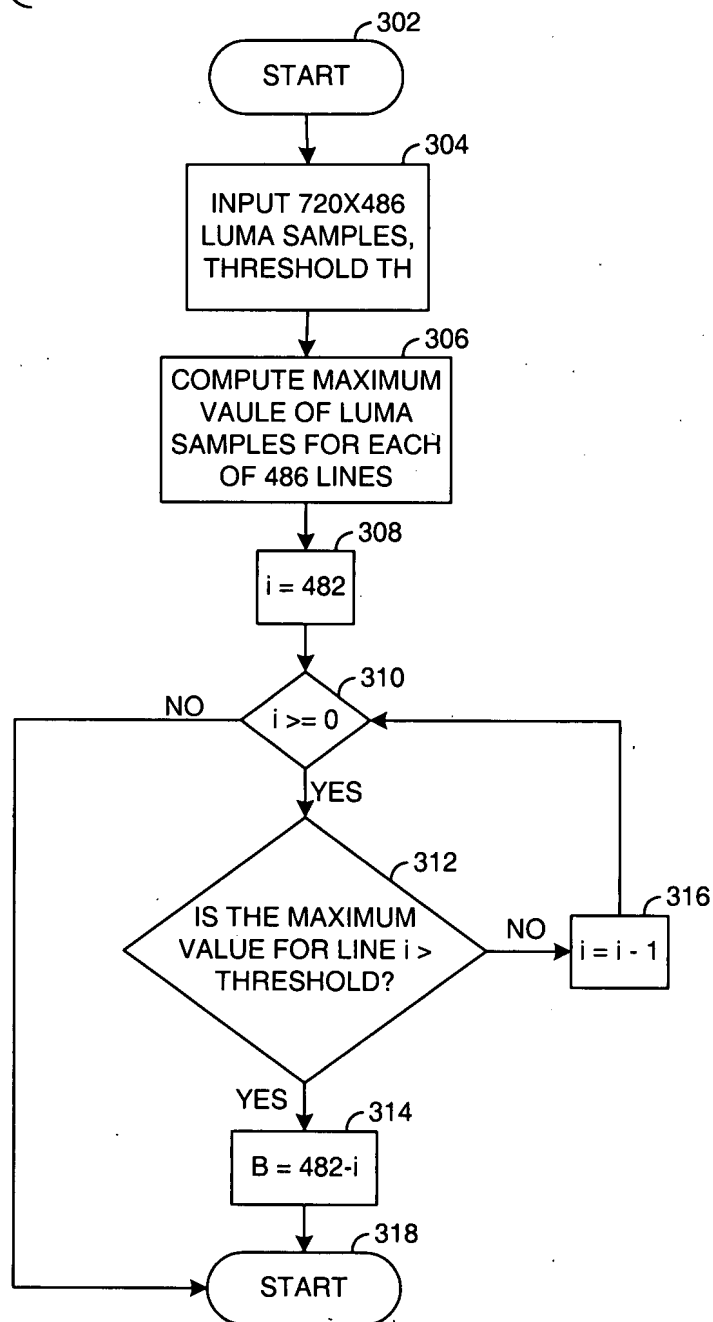 302
START
304
INPUT 720X486
LUMA SAMPLES,
THRESHOLD TH
306
COMPUTE MAXIMUM
VAULE OF LUMA
SAMPLES FOR EACH
OF 486 LINES
308
i = 482
310
NO
i >= 0
YES
312
316
IS THE MAXIMUM
VALUE FOR LINE i >
THRESHOLD?
NO
i = i - 1
YES
314
B = 482-i
318
START